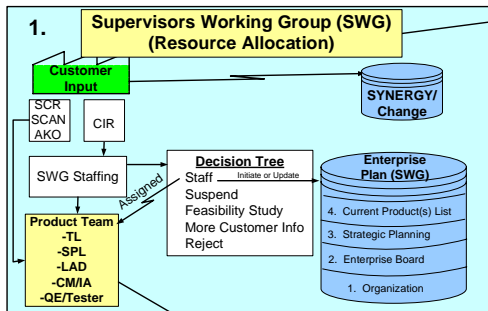 1.
Supervisors Working Group (SWG)
(Resource Allocation)
Customer
Input
SYNERGY/
Change
SCR
SCAN
AKO
CIR
SWG Staffing
Decision Tree
Staff
Initiate or Update
Suspend
Feasibility Study
More Customer Info
Reject
Assigned
Enterprise
Plan (SWG)
4. Current Product(s) List
3. Strategic Planning
2. Enterprise Board
1. Organization
Product Team
-TL
-SPL
-LAD
-CM/IA
-QE/Tester